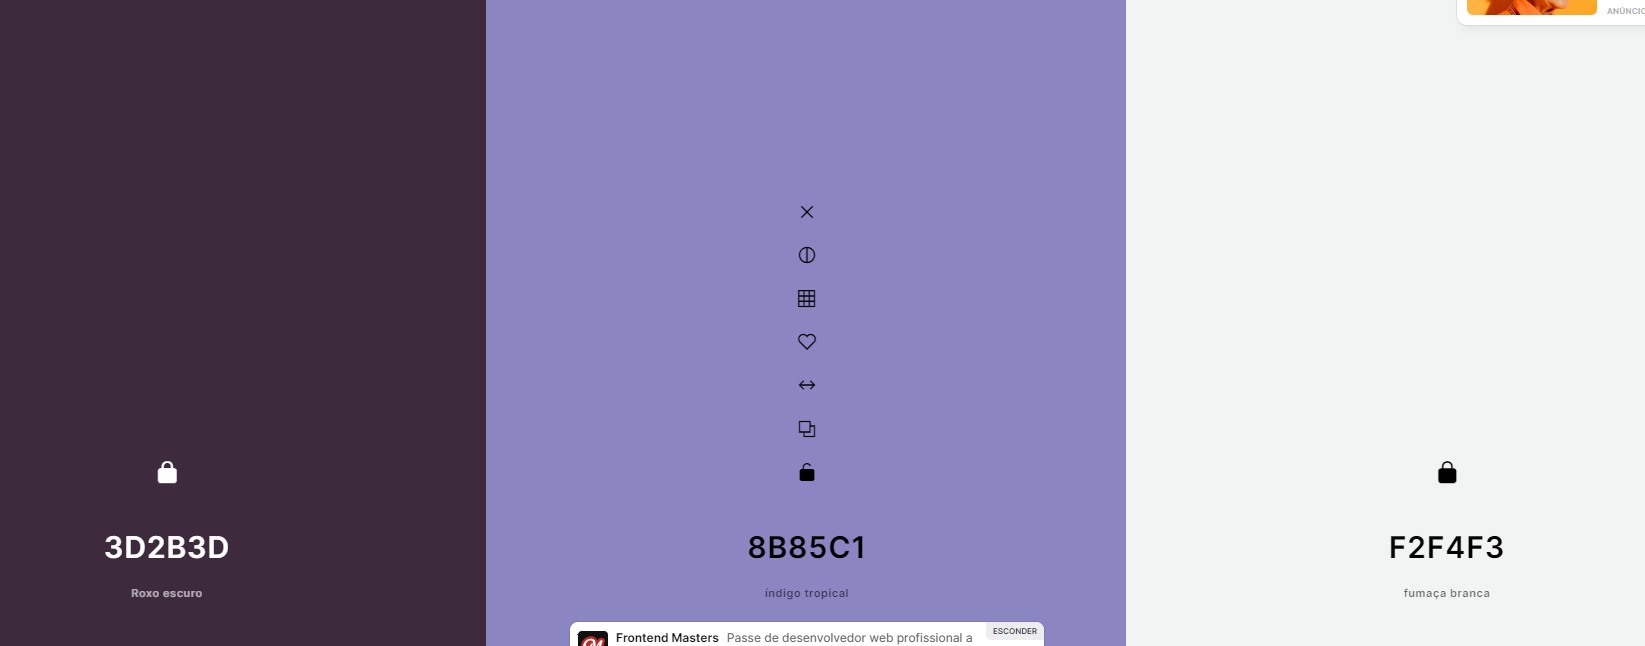 ANÚNCIO
3D2B3D
Roxo escuro
8B85C1
índigo tropical
F2F4F3
fumaça branca
Frontend Masters Passe de desenvolvedor web profissional a
ESCONDER